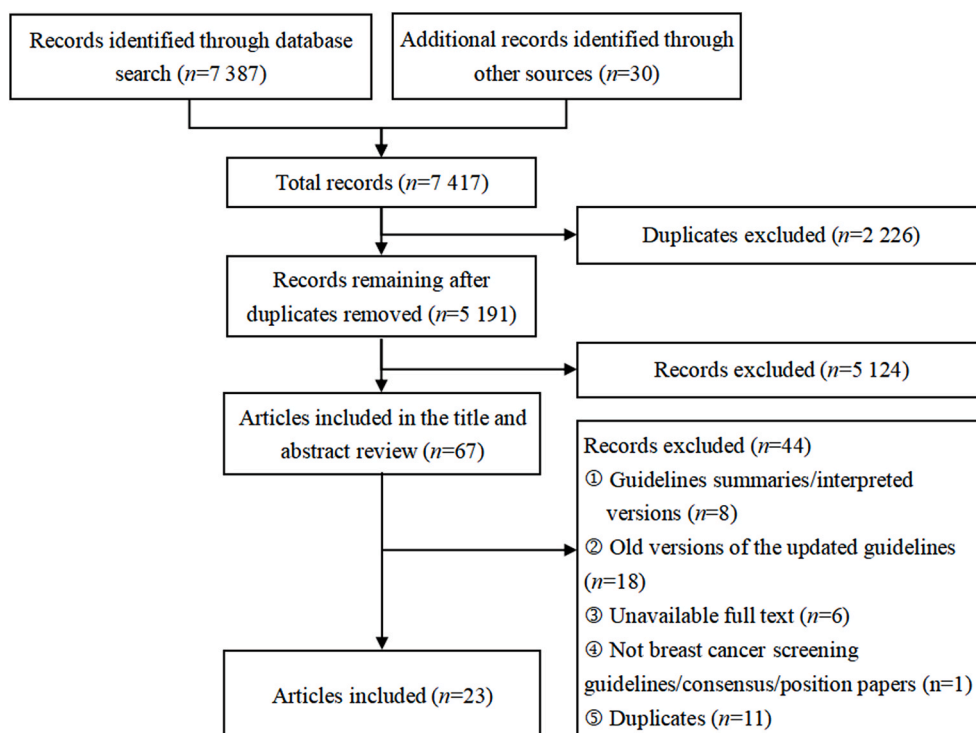 Records identified through database
search (n=7 387)
Additional records identified through
other sources (n=30)
Total records (n=7 417)
Duplicates excluded (n=2 226)
Records remaining after
duplicates removed (n=5 191)
Records excluded (n=5 124)
Articles included in the title and
abstract review (n=67)
Records excluded (n=44)
① Guidelines summaries/interpreted
versions (n=8)
② Old versions of the updated guidelines
(n=18)
③ Unavailable full text (n=6)
④ Not breast cancer screening
guidelines/consensus/position papers (n=1)
⑤ Duplicates (n=11)
Articles included (n=23)